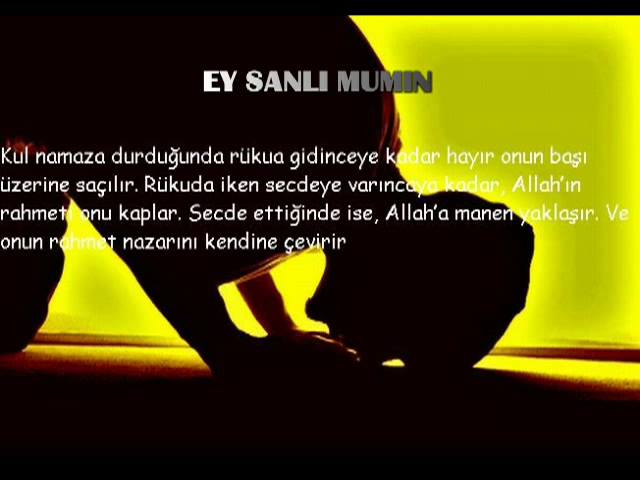 EY SANLI MUMIN
Kul namaza durduğunda rükua gidinceye kadar hayır onun başı
üzerine saçılır. Rükuda iken secdeye varıncaya kadar, Allah’ın
rahmeti onu kaplar. Secde ettiğinde ise, Allah’a manen yaklaşır. Ve
onun rahmet nazarını kendine çevirir